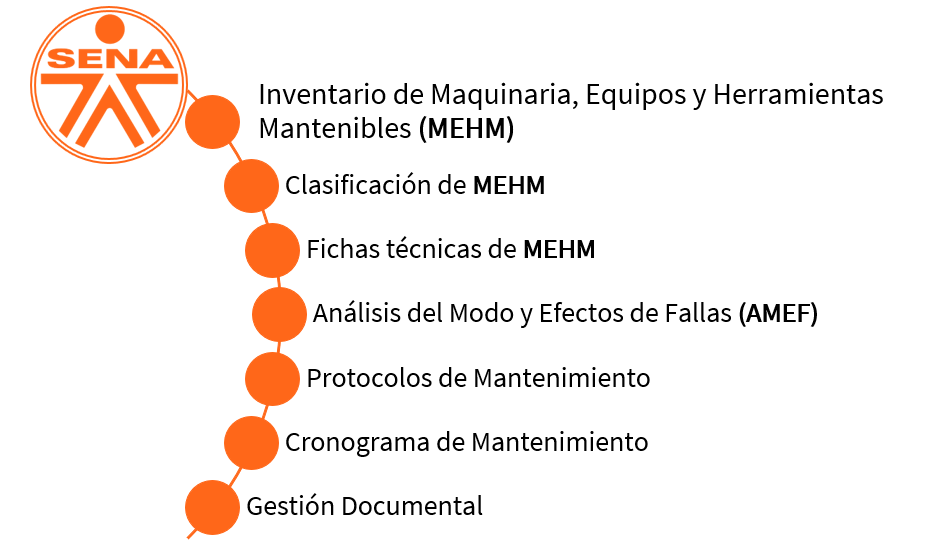 SENA
Inventario de Maquinaria, Equipos y Herramientas
Mantenibles (MEHM)
Clasificación de MEHM
Fichas técnicas de MEHM
Análisis del Modo y Efectos de Fallas (AMEF)
Protocolos de Mantenimiento
Cronograma de Mantenimiento
Gestión Documental